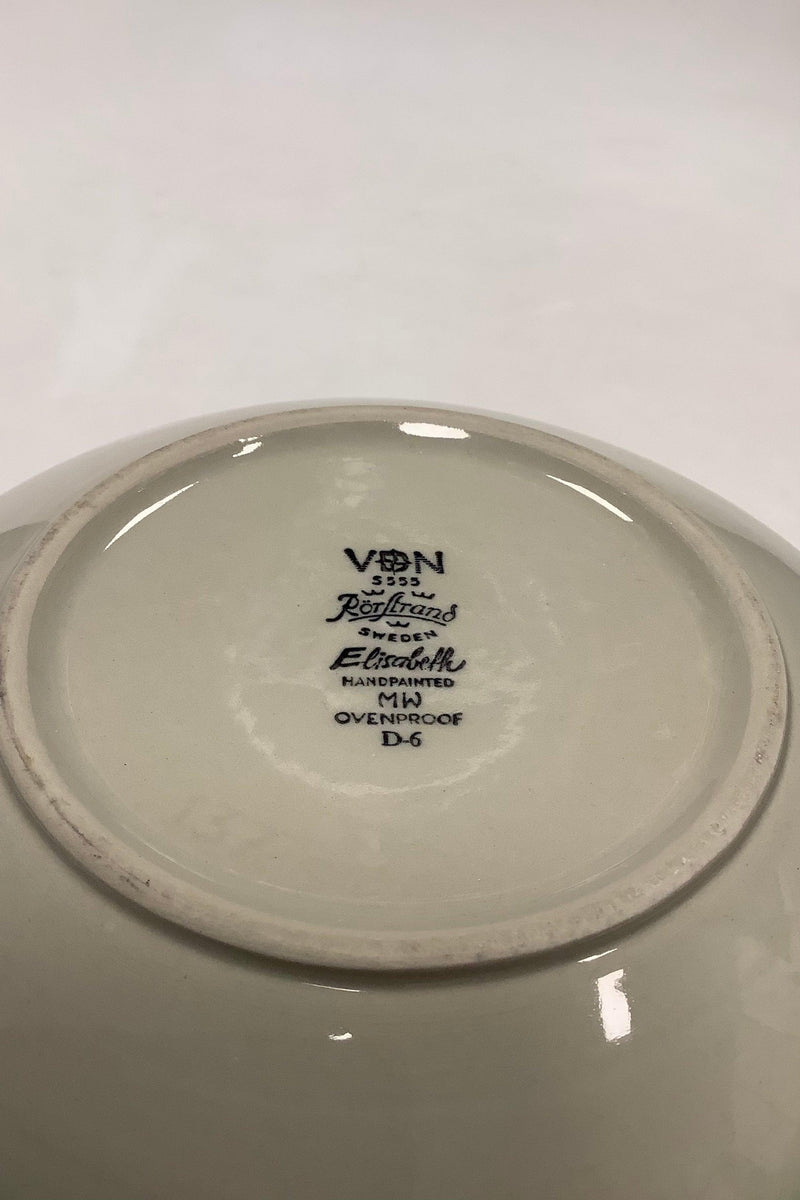 VDN
S555
Rörstrand
SWEDEN
Elisabeth
HANDPAINTED
MW
OVENPROOF
D-6